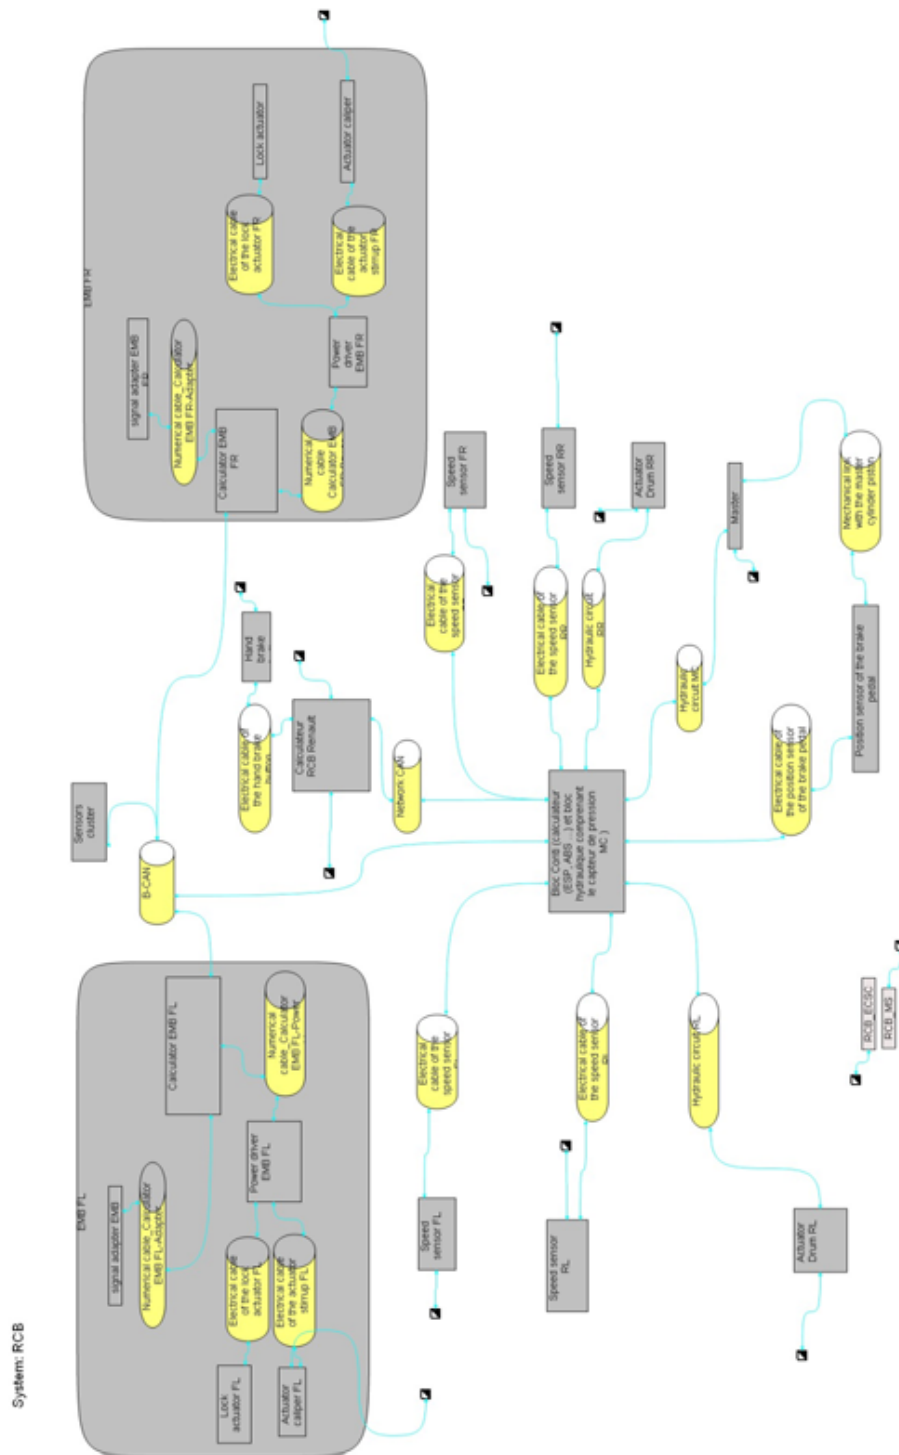 System: RCB
EMB FL
signal adapter EMB
Numerical cable_Calculator
EMB FL-Adapter
Calculator EMB FL
Numerical
cable_Calculator
EMB FL-Power
Power driver
EMB FL
Electrical cable
of the lock
actuator FL
Electrical cable
of the actuator
stirrup FL
Lock
actuator FL
Actuator
caliper FL
B-CAN
Sensors
cluster
EMB FR
signal adapter EMB
Numerical cable_Calculator
EMB FR-Adapter
Calculator EMB
FR
Numerical
cable
Calculator EMB
Power
driver
EMB FR
Electrical cable
of the lock
actuator FR
Electrical
cable of the
actuator
stirrup FR
Lock actuator
Actuator caliper
Electrical cable of
the hand brake
Hand
brake
Calculateur
RCB Renault
Network CAN
Electrical
cable of the
speed sensor
Speed
sensor FR
Electrical cable of
the speed sensor
RR
Speed
sensor RR
Hydraulic circuit
RR
Actuator
Drum RR
Bloc Conti (calculateur
(ESP, ABS ...) et bloc
hydraulique comprenant
le capteur de pression
MC )
Hydraulic
circuit MC
Master
Mechanical link
with the master
cylinder piston
Electrical cable of
the position sensor
of the brake pedal
Position sensor of the brake
pedal
Electrical
cable of the
speed sensor
Speed
sensor FL
Electrical cable of
the speed sensor
RL
Speed sensor
RL
Hydraulic circuit RL
Actuator
Drum RL
RCB_ECSC
RCB_MS